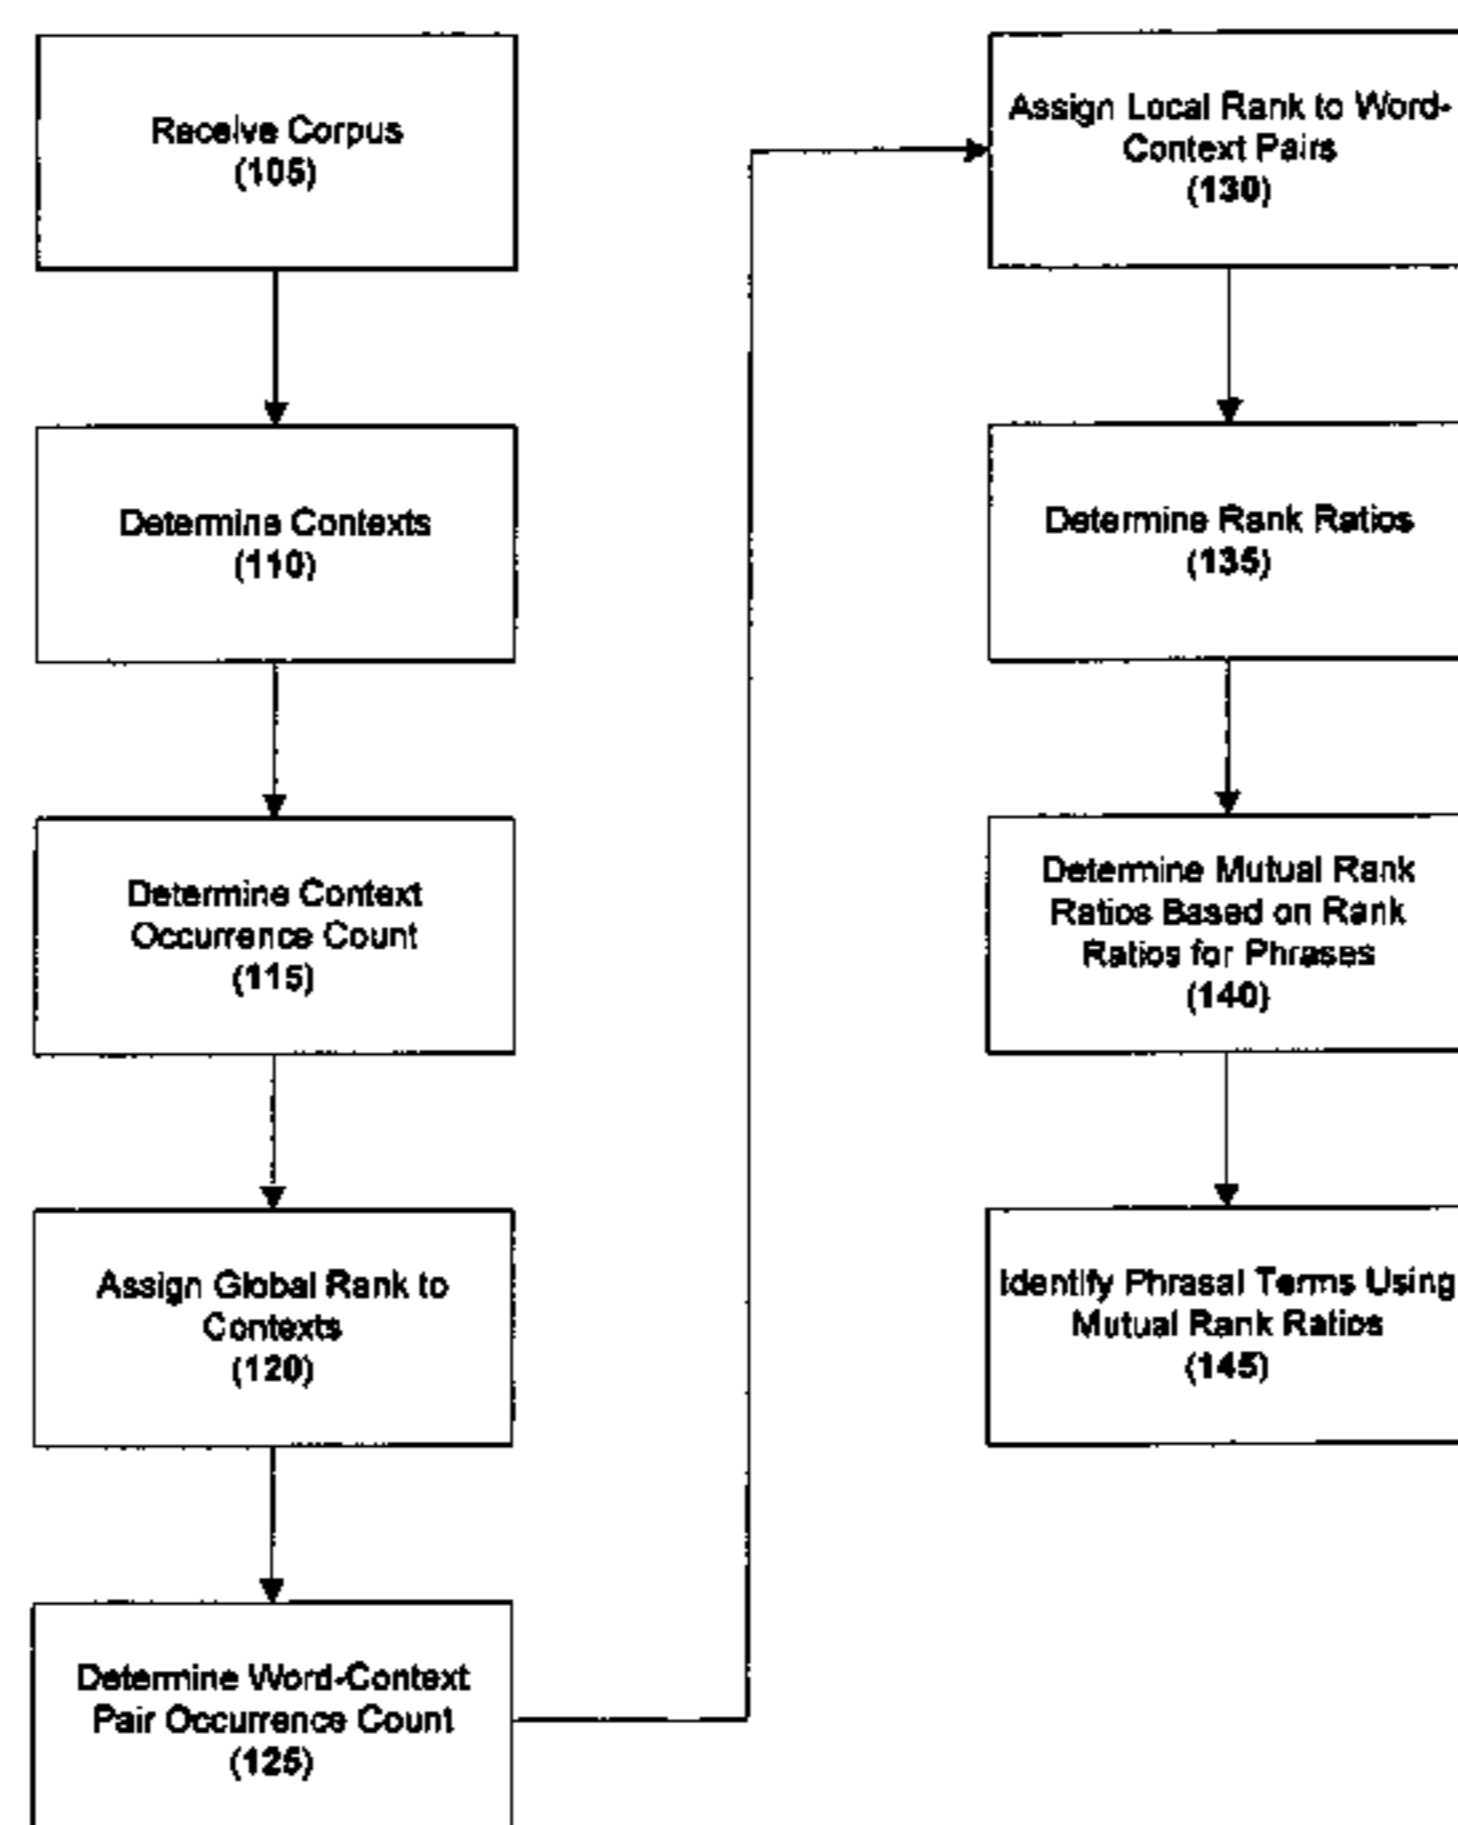 Receive Corpus
(105)
Determine Contexts
(110)
Determine Context
Occurrence Count
(115)
Assign Global Rank to
Contexts
(120)
Determine Word-Context
Pair Occurrence Count
(125)
Assign Local Rank to Word-
Context Pairs
(130)
Determine Rank Ratios
(135)
Determine Mutual Rank
Ratios Based on Rank
Ratios for Phrases
(140)
Identify Phrasal Terms Using
Mutual Rank Ratios
(145)